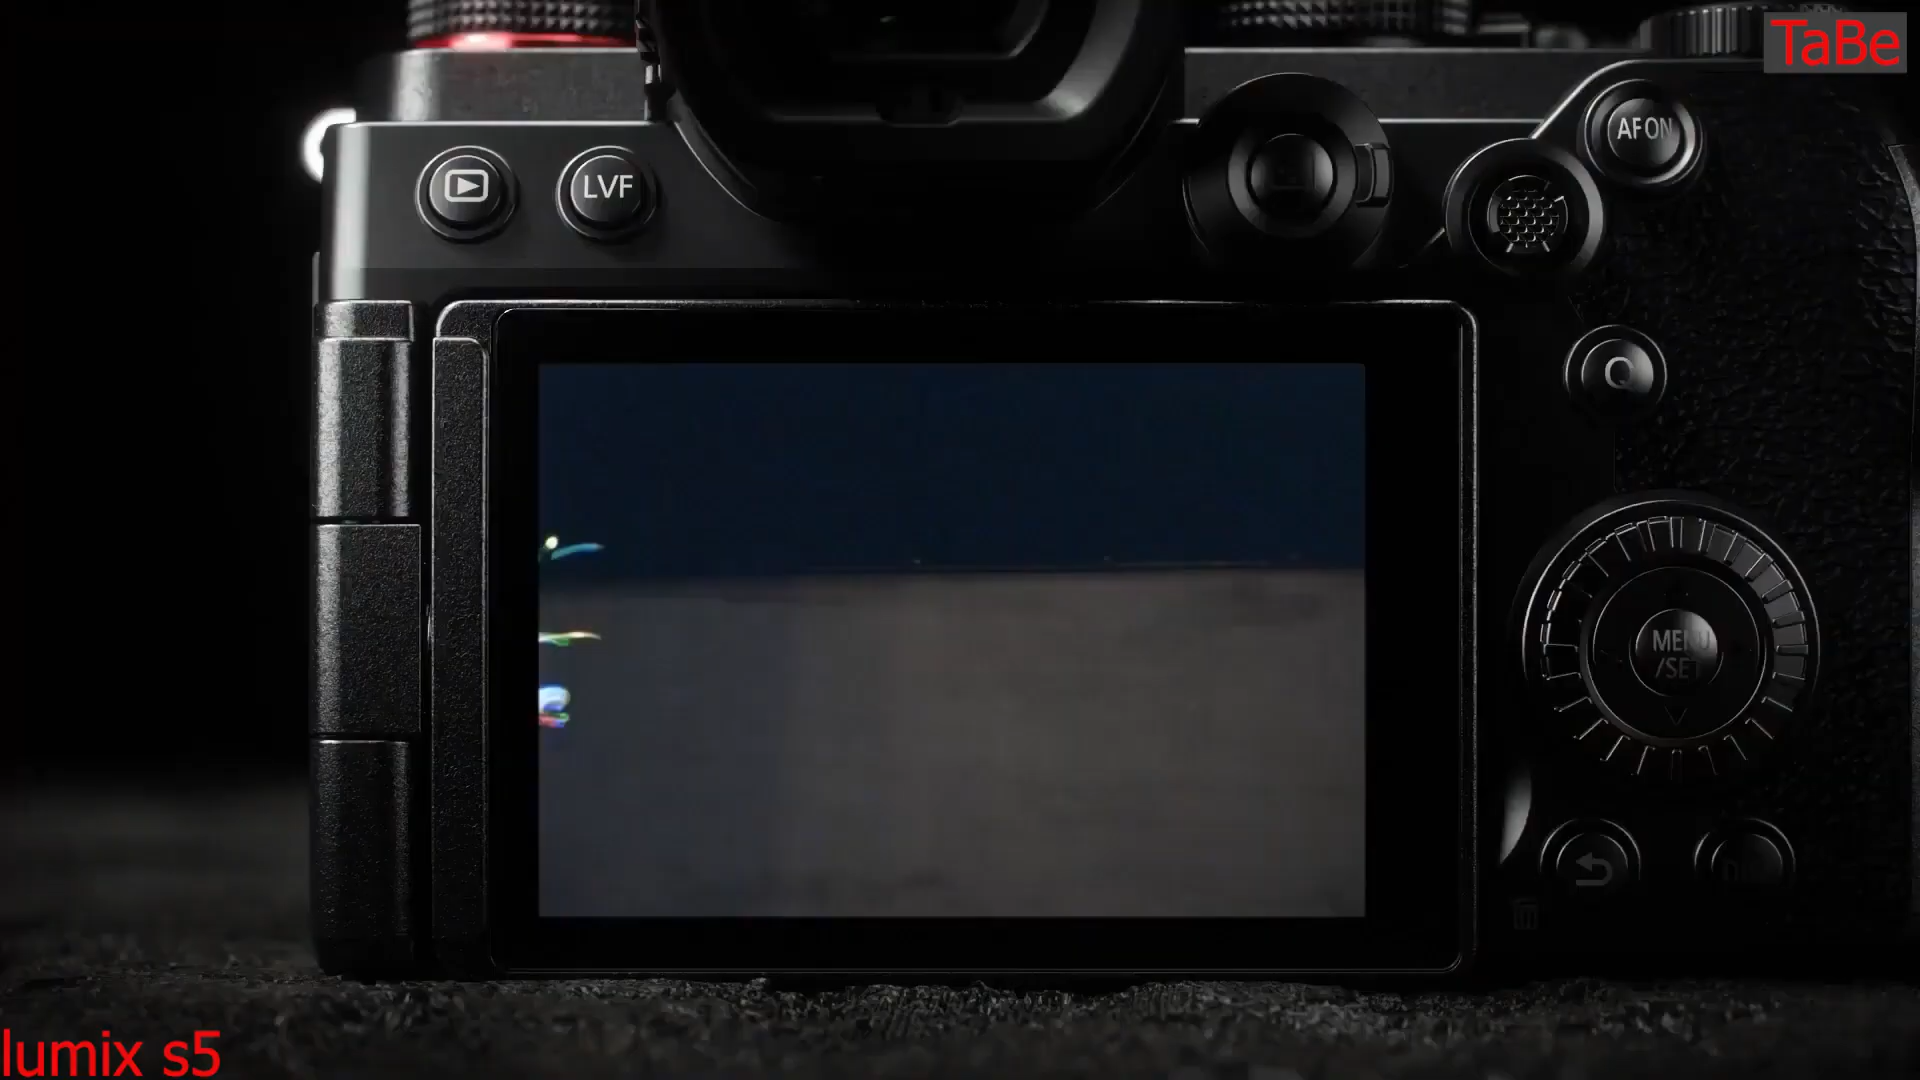 TaBe
AF ON
LVF
Q
MENU
/SET
lumix s5